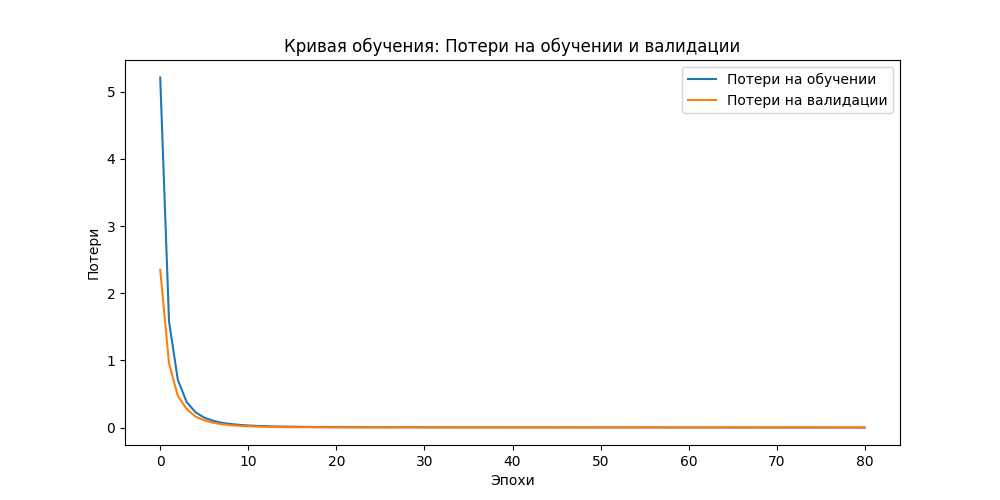 Кривая обучения: Потери на обучении и валидации
Потери на обучении
Потери на валидации
Потери
5
4
3
2
1
0
0 10 20 30 40 50 60 70 80
Эпохи